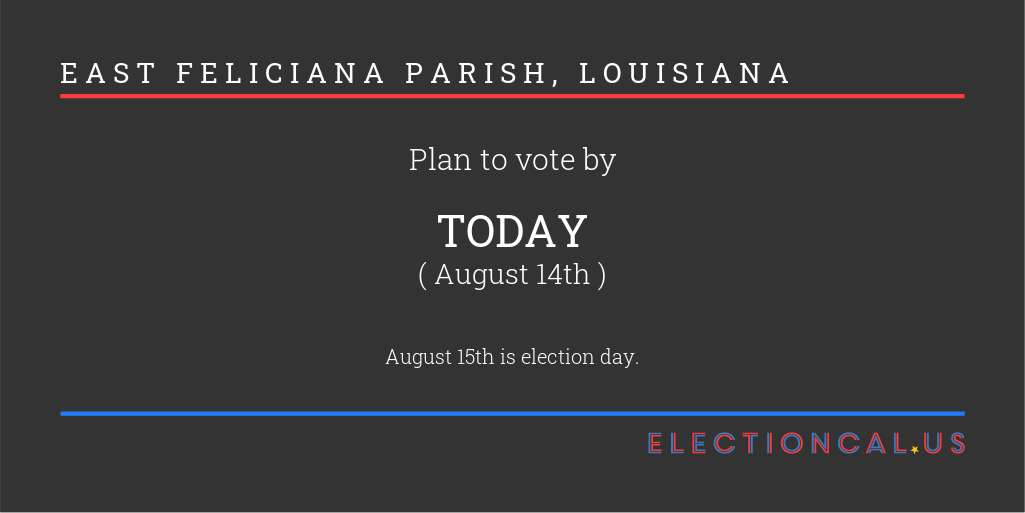 EAST FELICIANA PARISH, LOUISIANA
Plan to vote by
TODAY
( August 14th )
August 15th is election day.
ELECTIONCAL.US